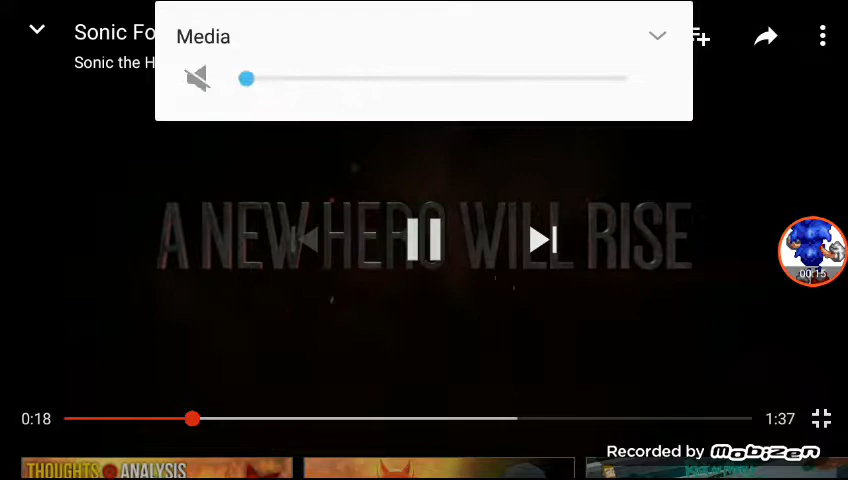 Sonic Fo
Media
Sonic the H
A NEW HERO WILL RISE
00:15
0:18
1:37
Recorded by mobizen
THOUGHTS ANALYSIS